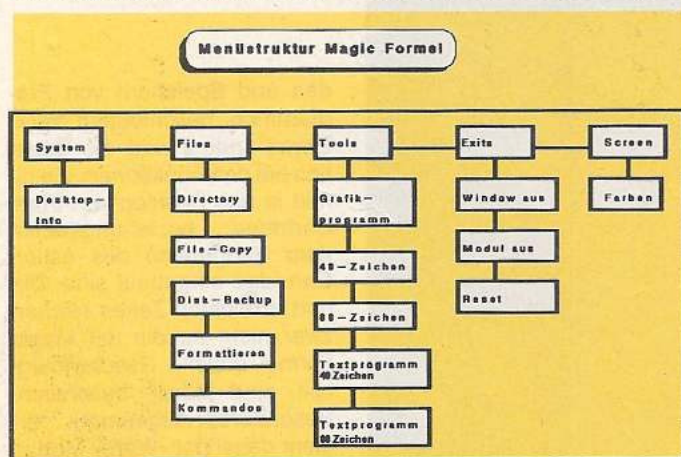 Menüstruktur Magic Formel
System
Files
Tools
Exits
Screen
Desktop-
Info
Directory
File-Copy
Disk-Backup
Formattieren
Kommandos
Grafik-
programm
40-Zeichen
80-Zeichen
Textprogramm
40 Zeichen
Textprogramm
80 Zeichen
Window aus
Modul aus
Reset
Farben